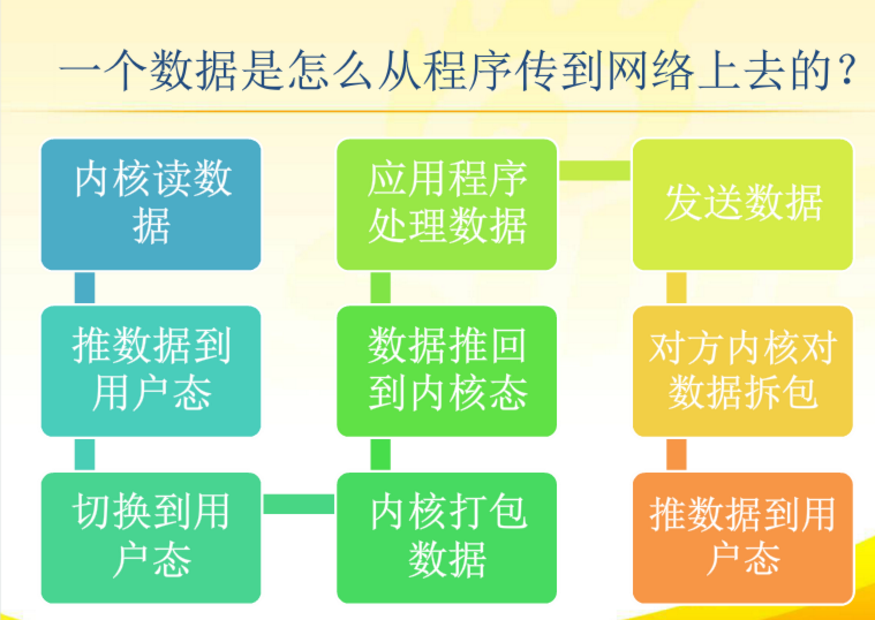 一个数据是怎么从程序传到网络上去的？
内核读数
据
推数据到
用户态
切换到用
户态
应用程序
处理数据
数据推回
到内核态
内核打包
数据
发送数据
对方内核对
数据拆包
推数据到用
户态